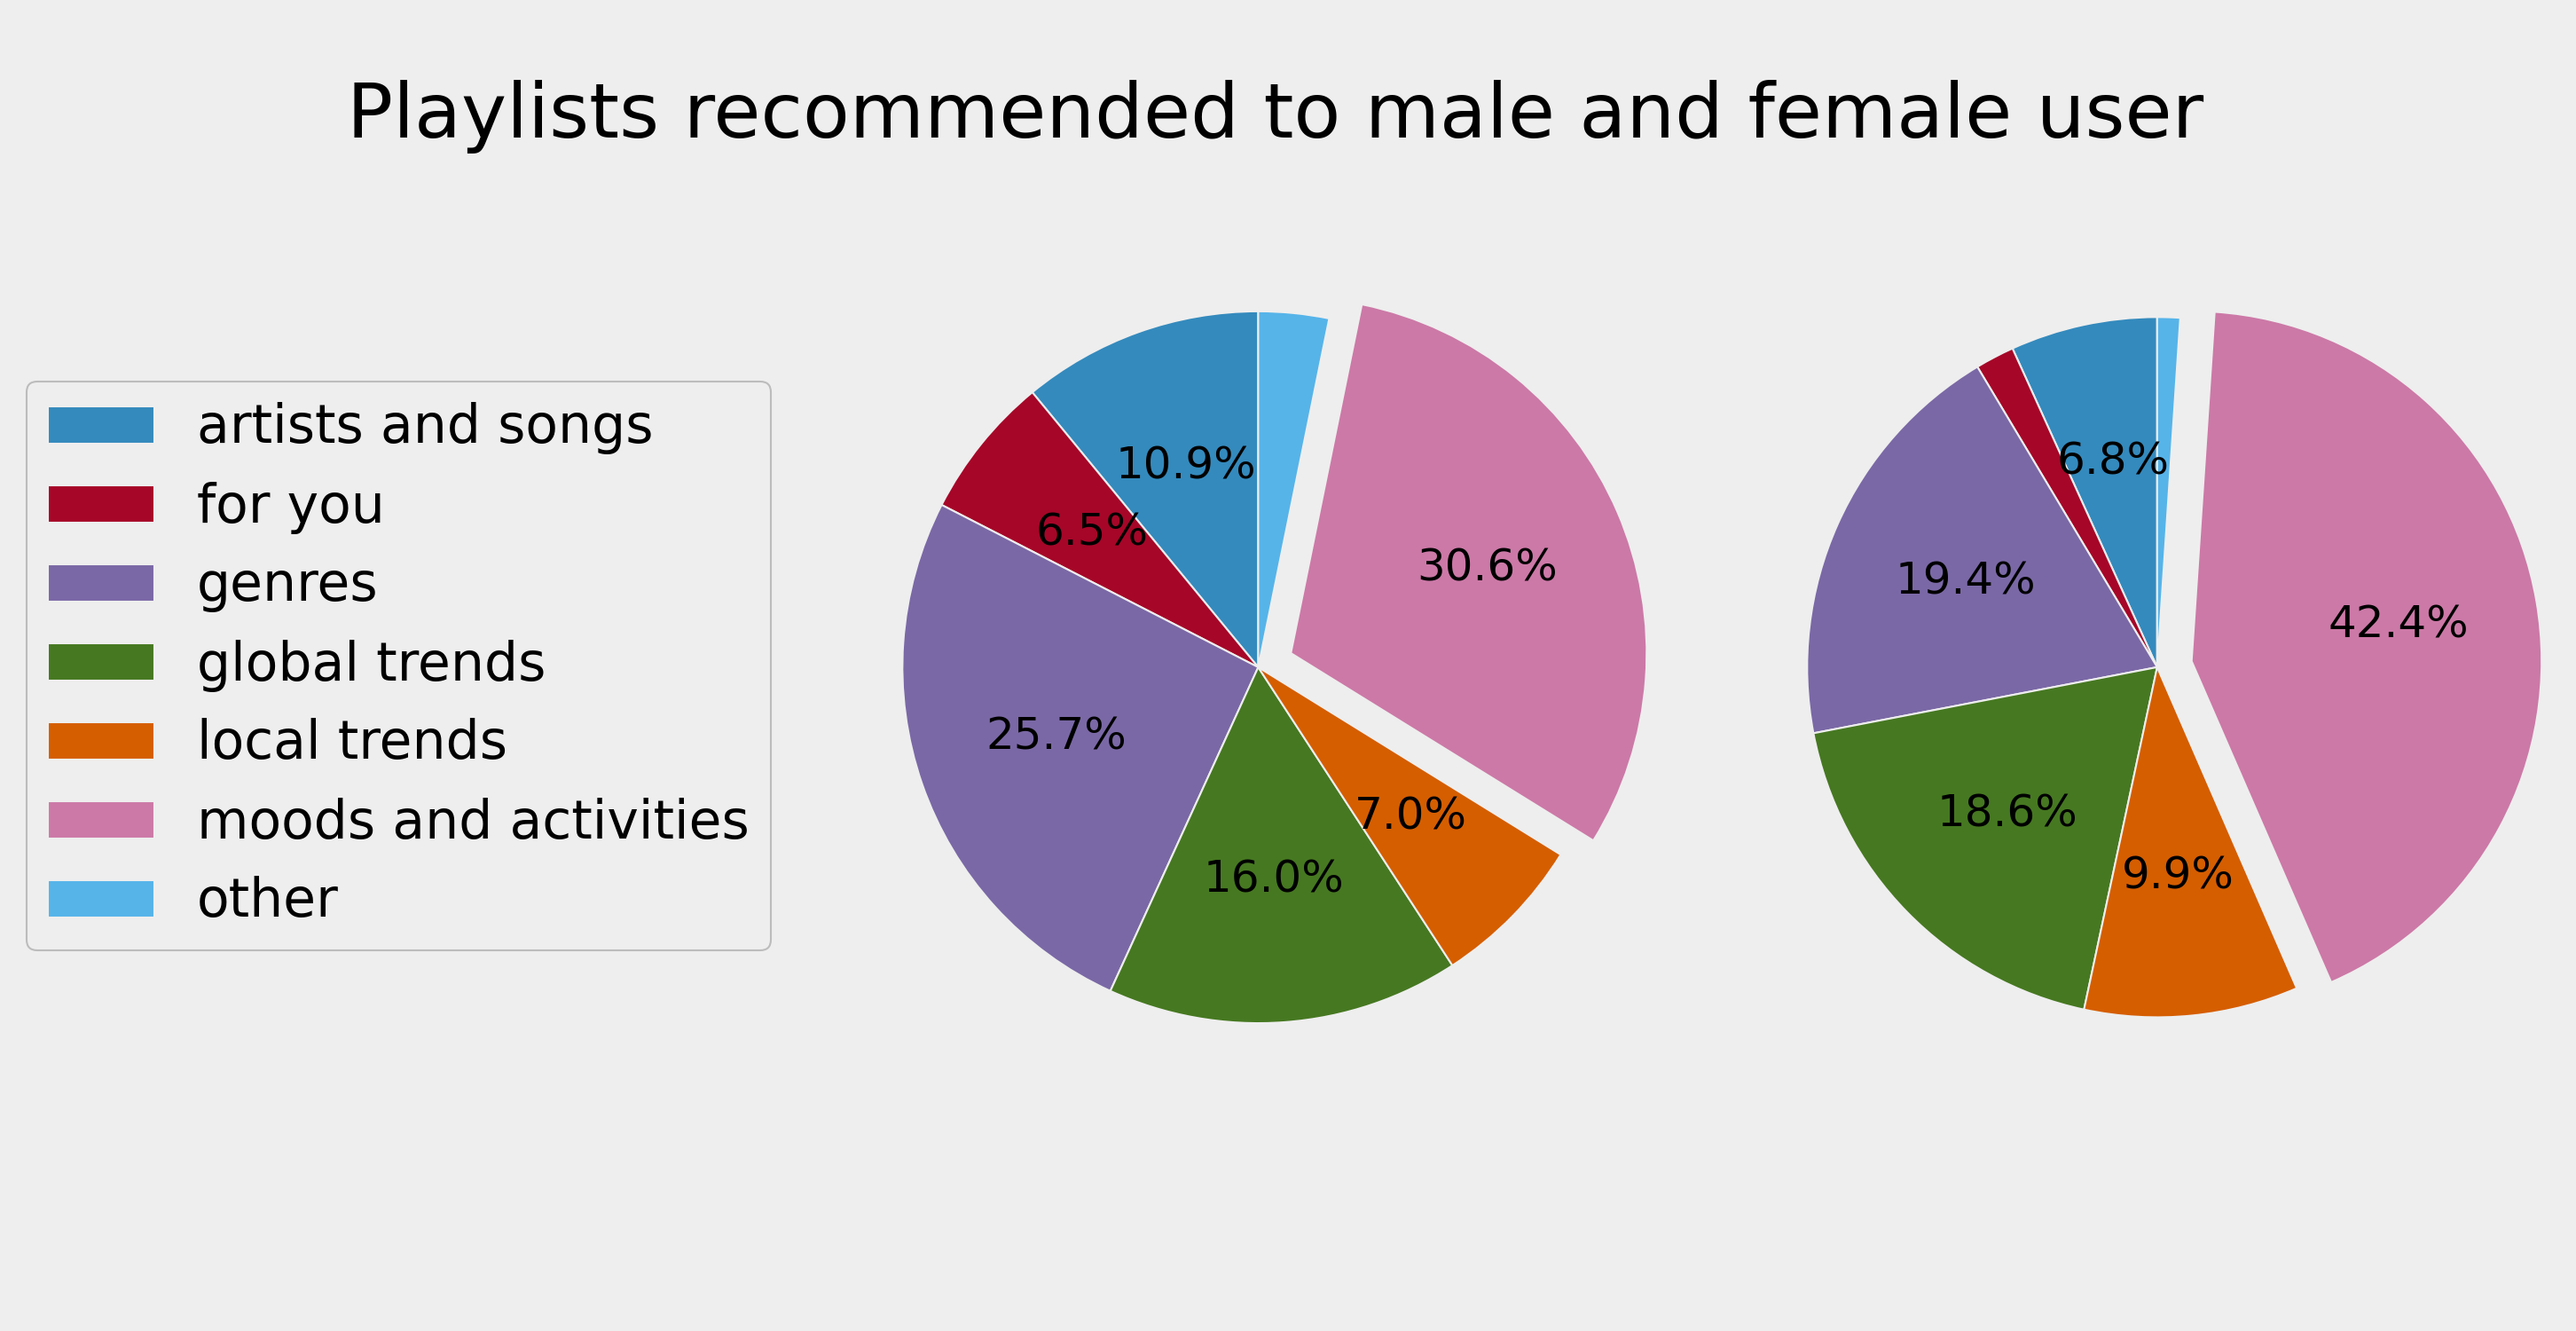 Playlists recommended to male and female user
artists and songs
for you
genres
global trends
local trends
moods and activities
other
10.9%
6.5%
25.7%
16.0%
7.0%
30.6%
6.8%
19.4%
18.6%
9.9%
42.4%